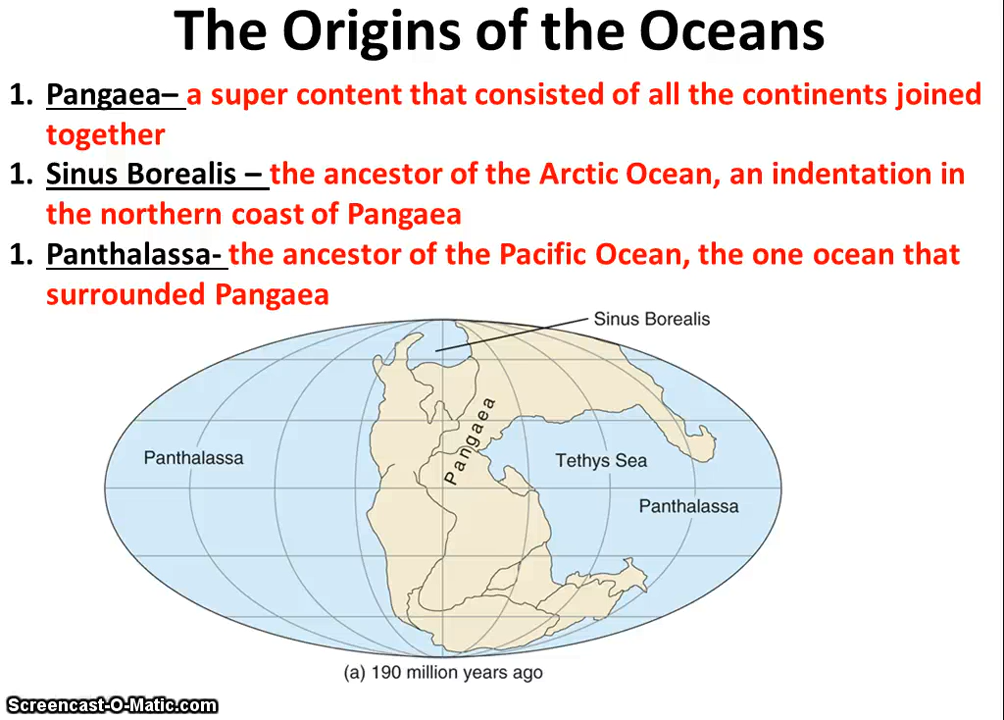 The Origins of the Oceans
1. Pangaea– a super content that consisted of all the continents joined
together
1. Sinus Borealis – the ancestor of the Arctic Ocean, an indentation in
the northern coast of Pangaea
1. Panthalassa- the ancestor of the Pacific Ocean, the one ocean that
surrounded Pangaea
Sinus Borealis
Pangaea
Panthalassa
Tethys Sea
Panthalassa
(a) 190 million years ago
Screencast-O-Matic.com